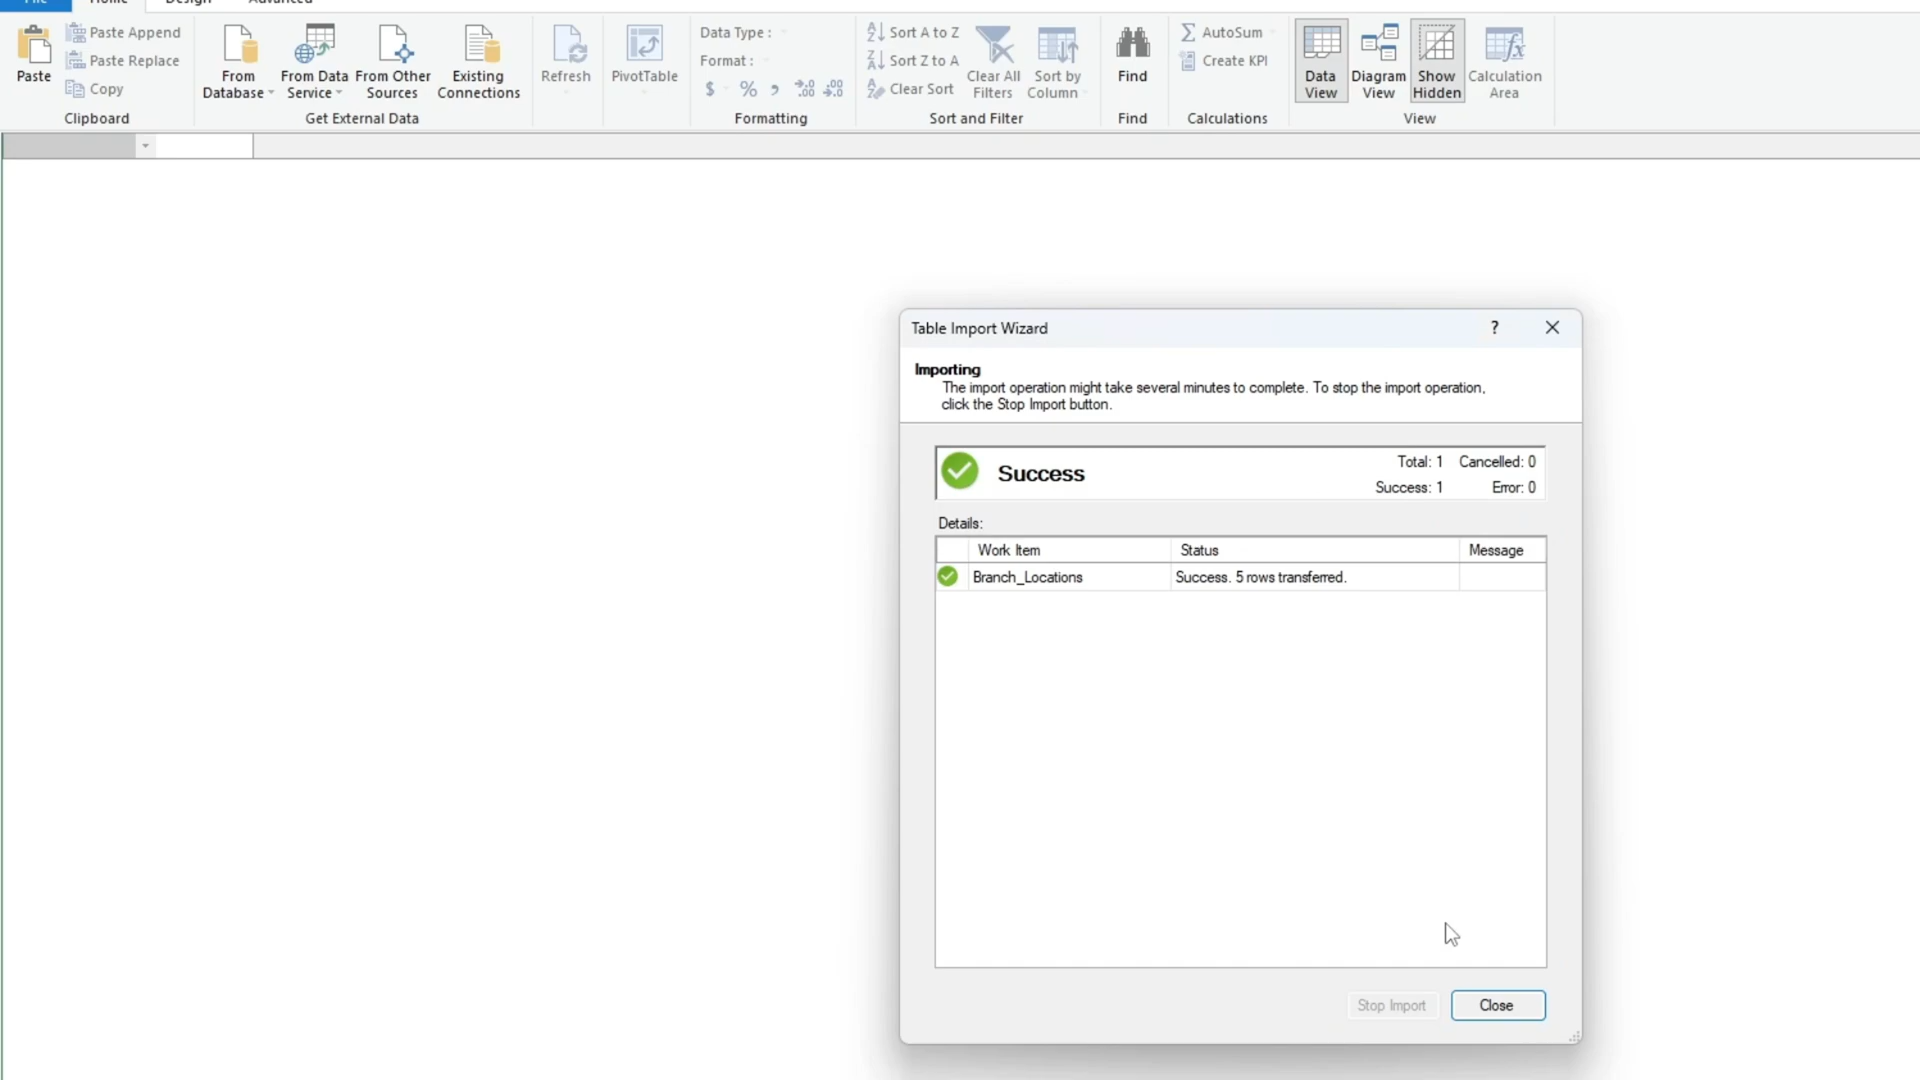 File Home Design Advanced
Paste
Paste Append
Paste Replace
Copy
Clipboard
From Database
From Data Service
From Other Sources
Existing Connections
Get External Data
Refresh
PivotTable
Data Type :
Format :
$ % ,
Formatting
Sort A to Z
Sort Z to A
Clear Sort
Clear All Filters
Sort by Column
Sort and Filter
Find
Find
AutoSum
Create KPI
Calculations
Data View
Diagram View
Show Hidden
Calculation Area
View
Table Import Wizard ?
Importing
The import operation might take several minutes to complete. To stop the import operation,
click the Stop Import button.
Success
Total: 1 Cancelled: 0
Success: 1 Error: 0
Details:
Work Item Status Message
Branch_Locations Success. 5 rows transferred.
Stop Import Close